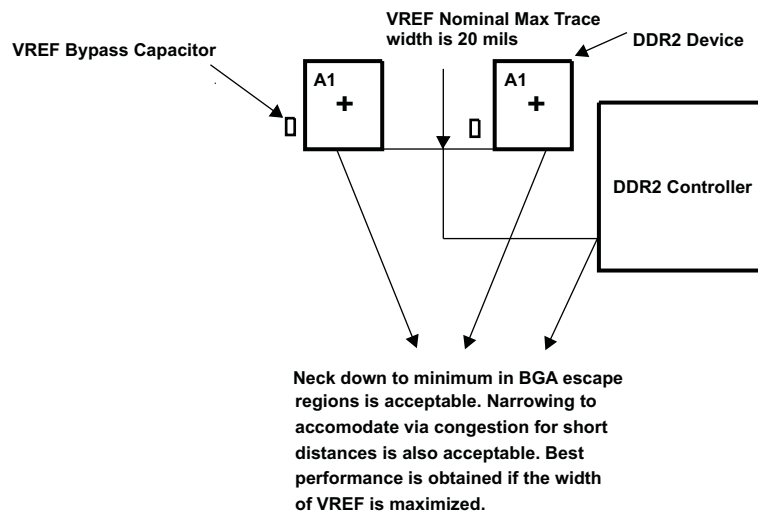 VREF Nominal Max Trace
width is 20 mils
DDR2 Device
VREF Bypass Capacitor
A1
A1
DDR2 Controller
Neck down to minimum in BGA escape
regions is acceptable. Narrowing to
accomodate via congestion for short
distances is also acceptable. Best
performance is obtained if the width
of VREF is maximized.